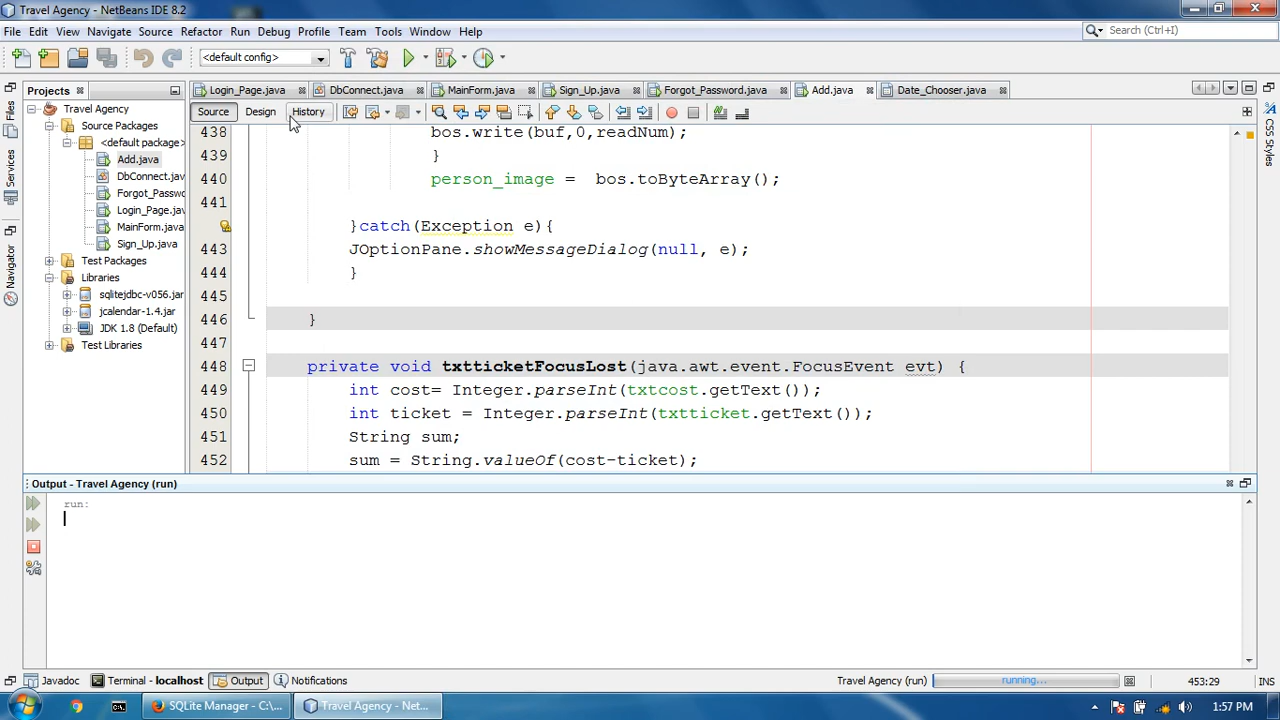 Travel Agency - NetBeans IDE 8.2
File Edit View Navigate Source Refactor Run Debug Profile Team Tools Window Help
Search (Ctrl+I)
<default config>
Projects
Login_Page.java DbConnect.java MainForm.java Sign_Up.java Forgot_Password.java Add.java Date_Chooser.java
Source Design History
Files
Services
Navigator
CSS Styles
Travel Agency
Source Packages
<default package>
Add.java
DbConnect.java
Forgot_Passwo
Login_Page.jav
MainForm.java
Sign_Up.java
Test Packages
Libraries
sqlitejdbc-v056.jar
jcalendar-1.4.jar
JDK 1.8 (Default)
Test Libraries
438 bos.write(buf,0,readNum);
439 }
440 person_image = bos.toByteArray();
441
}catch(Exception e){
443 JOptionPane.showMessageDialog(null, e);
444 }
445
446 }
447
448 private void txtticketFocusLost(java.awt.event.FocusEvent evt) {
449 int cost= Integer.parseInt(txtcost.getText());
450 int ticket = Integer.parseInt(txtticket.getText());
451 String sum;
452 sum = String.valueOf(cost-ticket);
Output - Travel Agency (run)
run:
Javadoc Terminal - localhost Output Notifications
Travel Agency (run) running... 453:29 INS
SQLite Manager - C:\... Travel Agency - Net... 1:57 PM